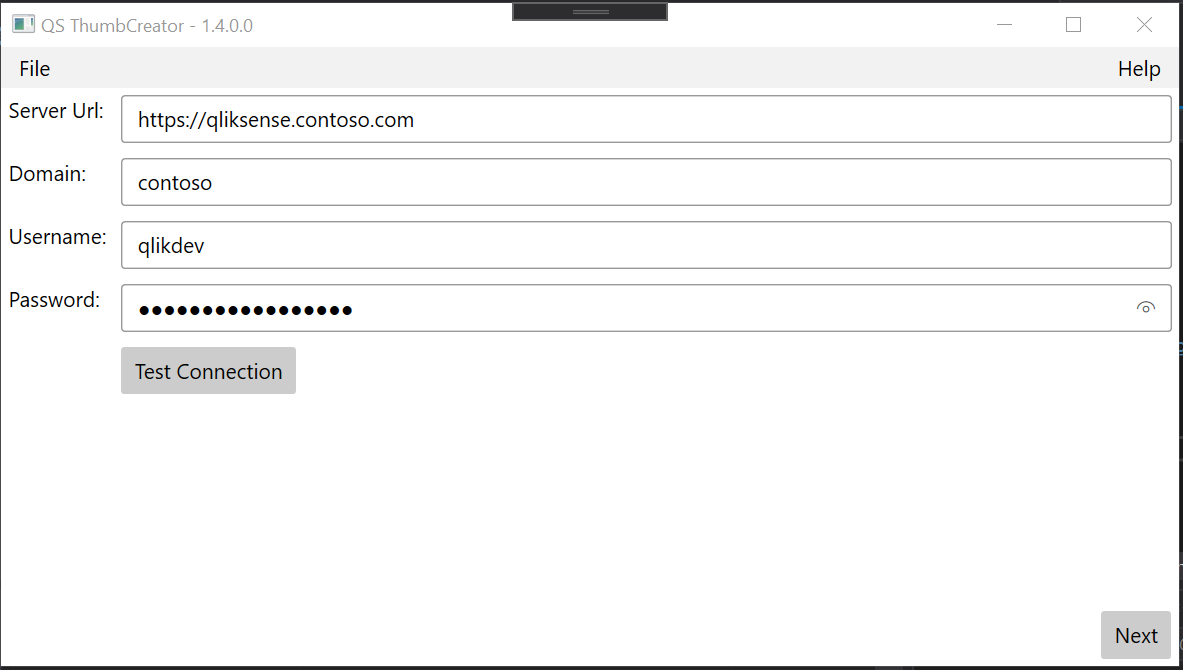 QS ThumbCreator - 1.4.0.0
File Help
Server Url: https://qliksense.contoso.com
Domain: contoso
Username: qlikdev
Password: ●●●●●●●●●●●●●●●●●
Test Connection
Next